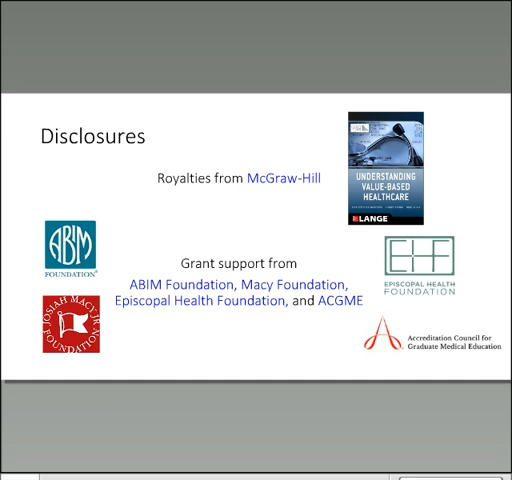 Disclosures
Royalties from McGraw-Hill
UNDERSTANDING
VALUE-BASED
HEALTHCARE
LANGE
ABIM
FOUNDATION
Grant support from
ABIM Foundation, Macy Foundation,
Episcopal Health Foundation, and ACGME
EHF
EPISCOPAL HEALTH
FOUNDATION
JOSIAH MACY JR.
FOUNDATION
Accreditation Council for
Graduate Medical Education